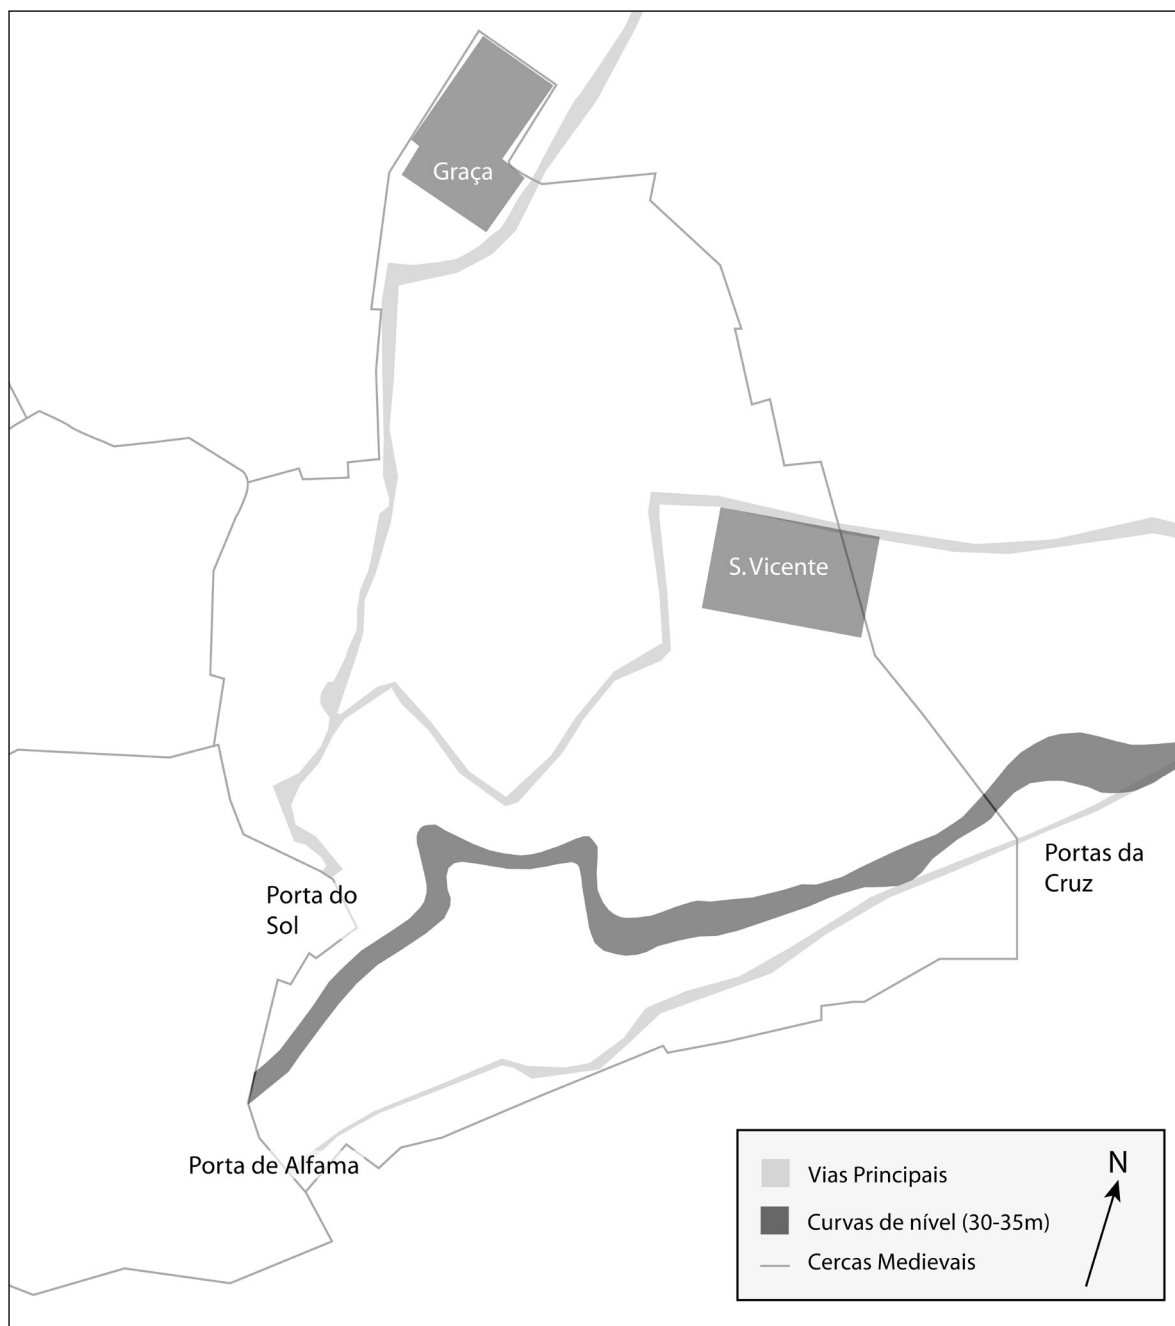 Graça
S. Vicente
Portas da
Cruz
Porta do
Sol
Porta de Alfama
N
Vias Principais
Curvas de nível (30-35m)
Cercas Medievais